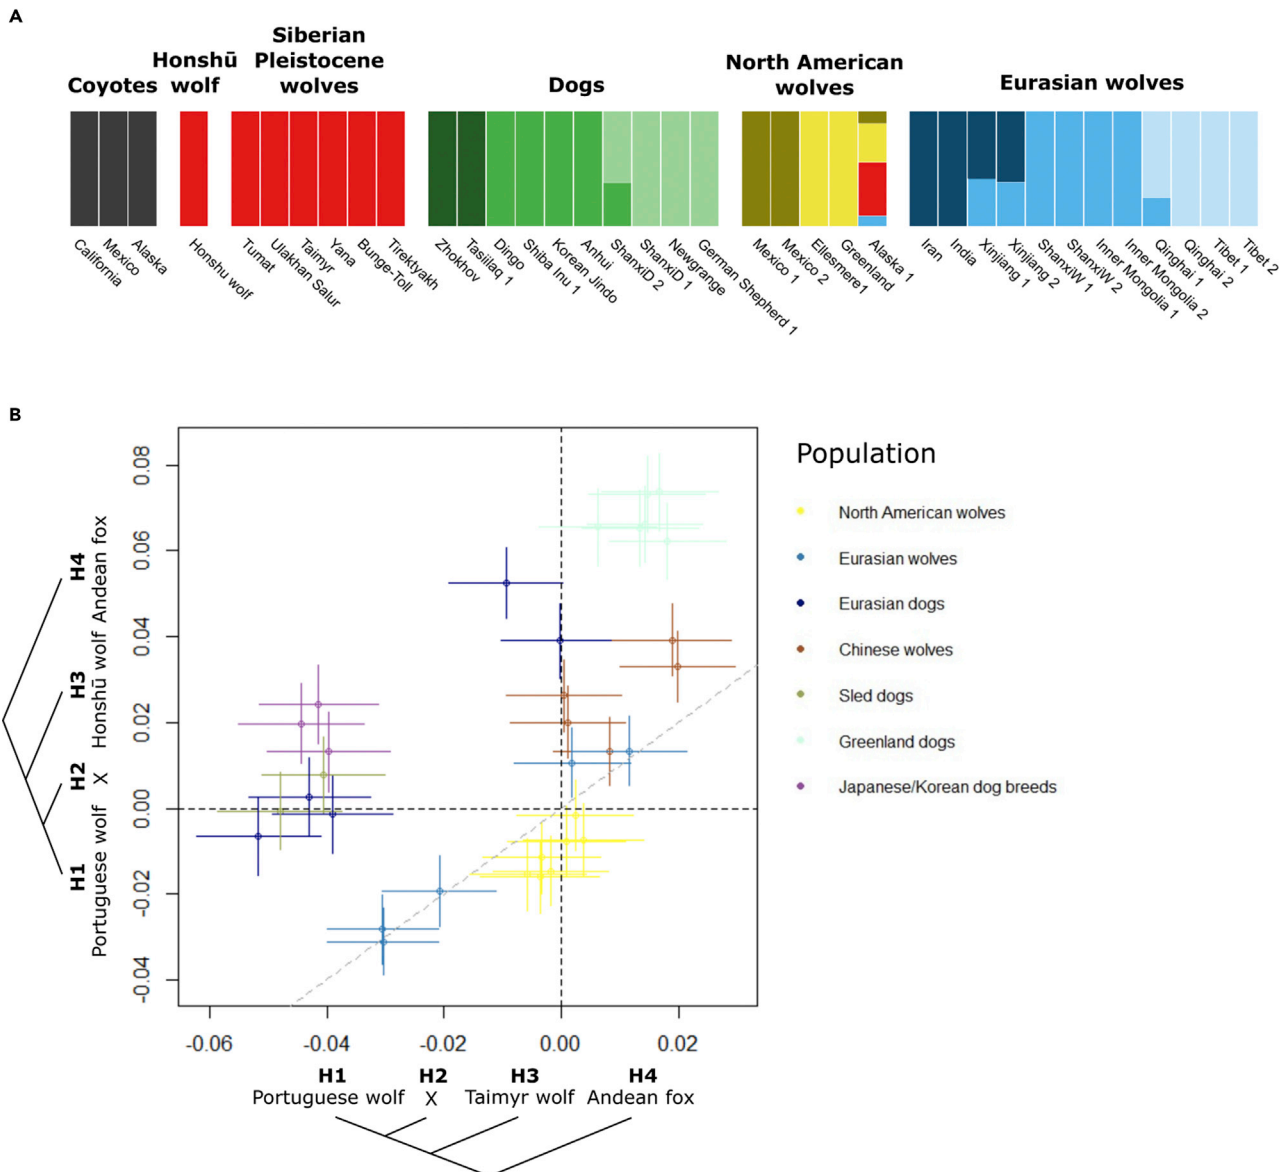 A
Coyotes
Honshū
wolf
Siberian
Pleistocene
wolves
Dogs
North American
wolves
Eurasian wolves
California
Mexico
Alaska
Honshu wolf
Tumat
Ulakhan Salur
Taimyr
Yana
Bunge-Toll
Tirektyakh
Zhokhov
Tasiilaq 1
Dingo
Shiba Inu 1
Korean Jindo
Anhui
ShanxiD 2
ShanxiD 1
Newgrange
German Shepherd 1
Mexico 1
Mexico 2
Ellesmere1
Greenland
Alaska 1
Iran
India
Xinjiang 1
Xinjiang 2
ShanxiW 1
ShanxiW 2
Inner Mongolia 1
Inner Mongolia 2
Qinghai 1
Qinghai 2
Tibet 1
Tibet 2
B
H4
Andean fox
H3
Honshū wolf
H2
X
H1
Portuguese wolf
0.08
0.06
0.04
0.02
0.00
-0.02
-0.04
-0.06
-0.04
-0.02
0.00
0.02
H1
Portuguese wolf
H2
X
H3
Taimyr wolf
H4
Andean fox
Population
North American wolves
Eurasian wolves
Eurasian dogs
Chinese wolves
Sled dogs
Greenland dogs
Japanese/Korean dog breeds